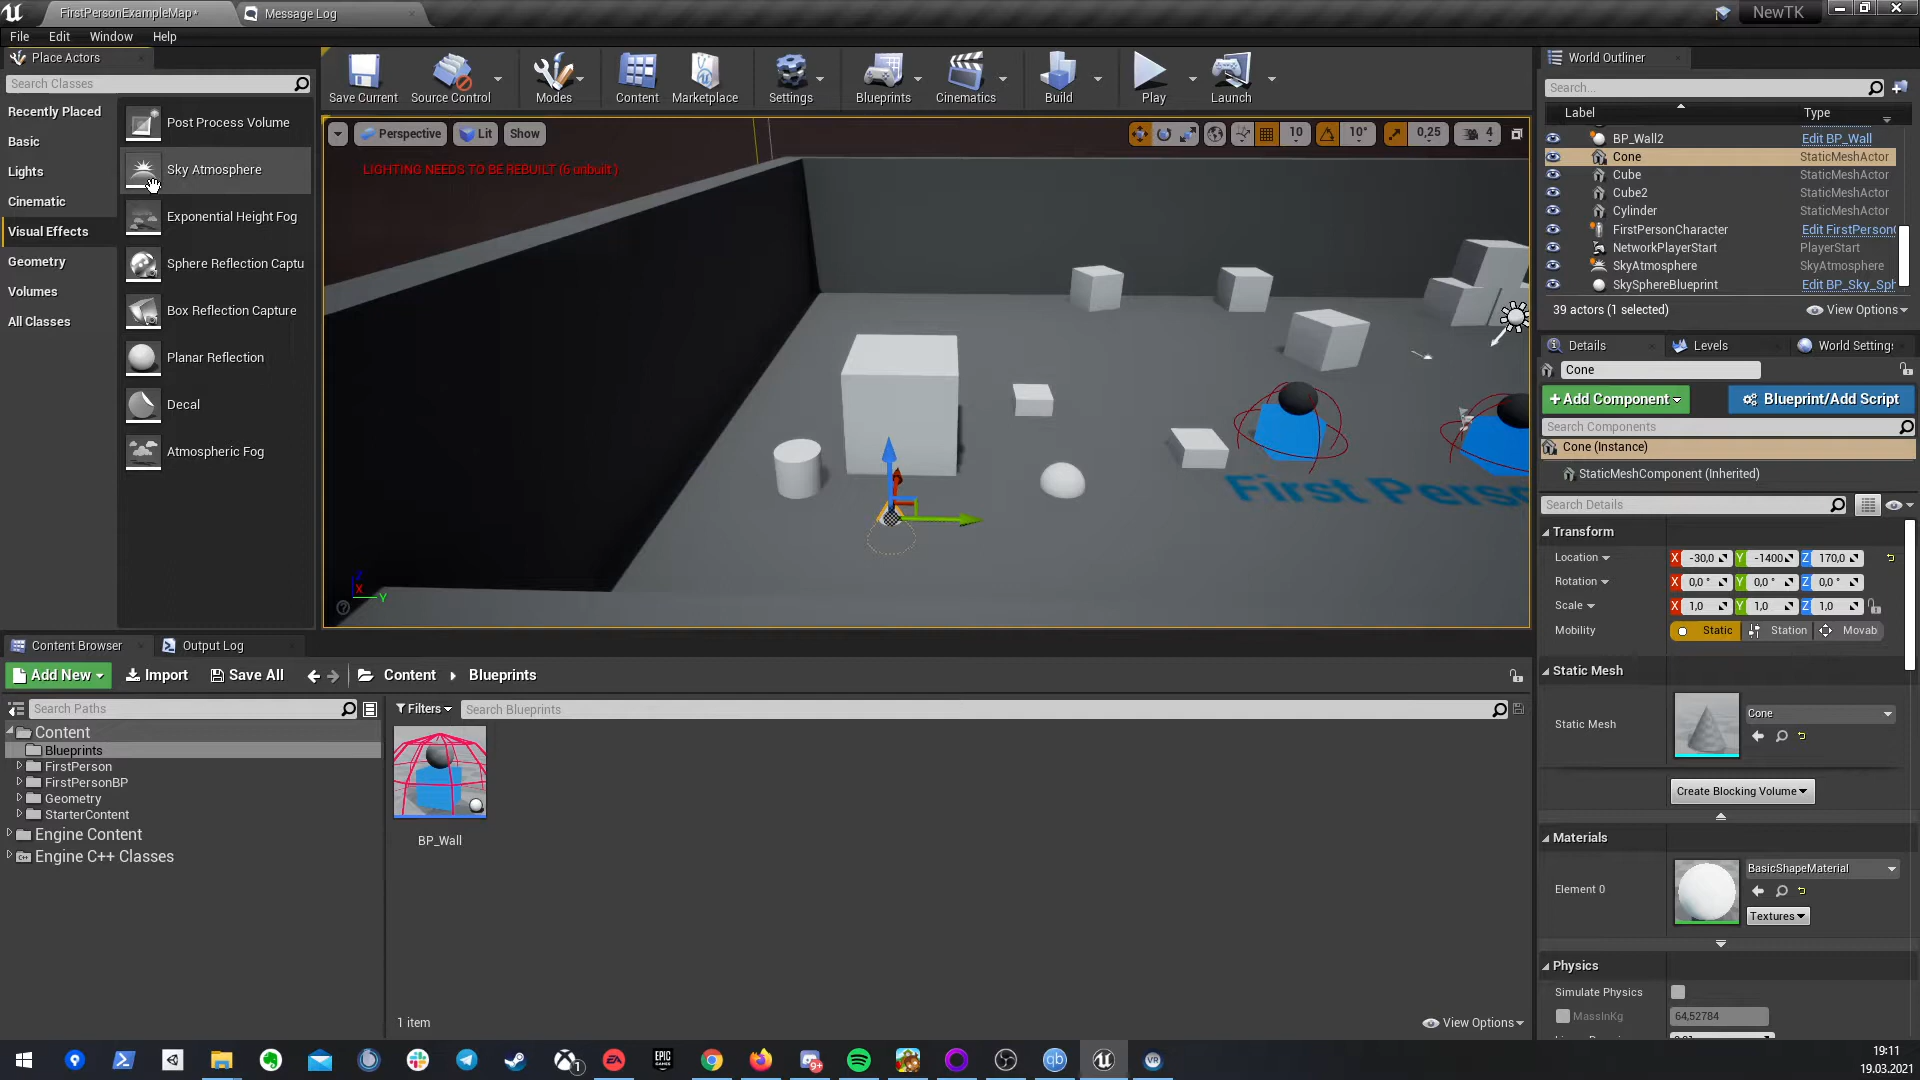 FirstPersonExampleMap*
Message Log
NewTK
File Edit Window Help
Place Actors
Search Classes
Recently Placed
Basic
Lights
Cinematic
Visual Effects
Geometry
Volumes
All Classes
Post Process Volume
Sky Atmosphere
Exponential Height Fog
Sphere Reflection Captu
Box Reflection Capture
Planar Reflection
Decal
Atmospheric Fog
Save Current
Source Control
Modes
Content
Marketplace
Settings
Blueprints
Cinematics
Build
Play
Launch
Perspective Lit Show
10 10° 0,25 4
LIGHTING NEEDS TO BE REBUILT (6 unbuilt )
First Perso
Z X Y
World Outliner
Search...
Label Type
BP_Wall2 Edit BP_Wall
Cone StaticMeshActor
Cube StaticMeshActor
Cube2 StaticMeshActor
Cylinder StaticMeshActor
FirstPersonCharacter Edit FirstPerson
NetworkPlayerStart PlayerStart
SkyAtmosphere SkyAtmosphere
SkySphereBlueprint Edit BP_Sky_Sph
39 actors (1 selected) View Options
Details Levels World Settings
Cone
+Add Component Blueprint/Add Script
Search Components
Cone (Instance)
StaticMeshComponent (Inherited)
Search Details
Transform
Location X -30,0 Y -1400 Z 170,0
Rotation X 0,0 ° Y 0,0 ° Z 0,0 °
Scale X 1,0 Y 1,0 Z 1,0
Mobility Static Station Movab
Static Mesh
Static Mesh Cone
Create Blocking Volume
Materials
Element 0 BasicShapeMaterial
Textures
Physics
Simulate Physics
MassInKg 64,52784
Content Browser Output Log
Add New Import Save All Content Blueprints
Search Paths
Filters Search Blueprints
Content
Blueprints
FirstPerson
FirstPersonBP
Geometry
StarterContent
Engine Content
Engine C++ Classes
BP_Wall
1 item
View Options
EA
EPIC GAMES
9+
qb
VR
1
19:11
19.03.2021